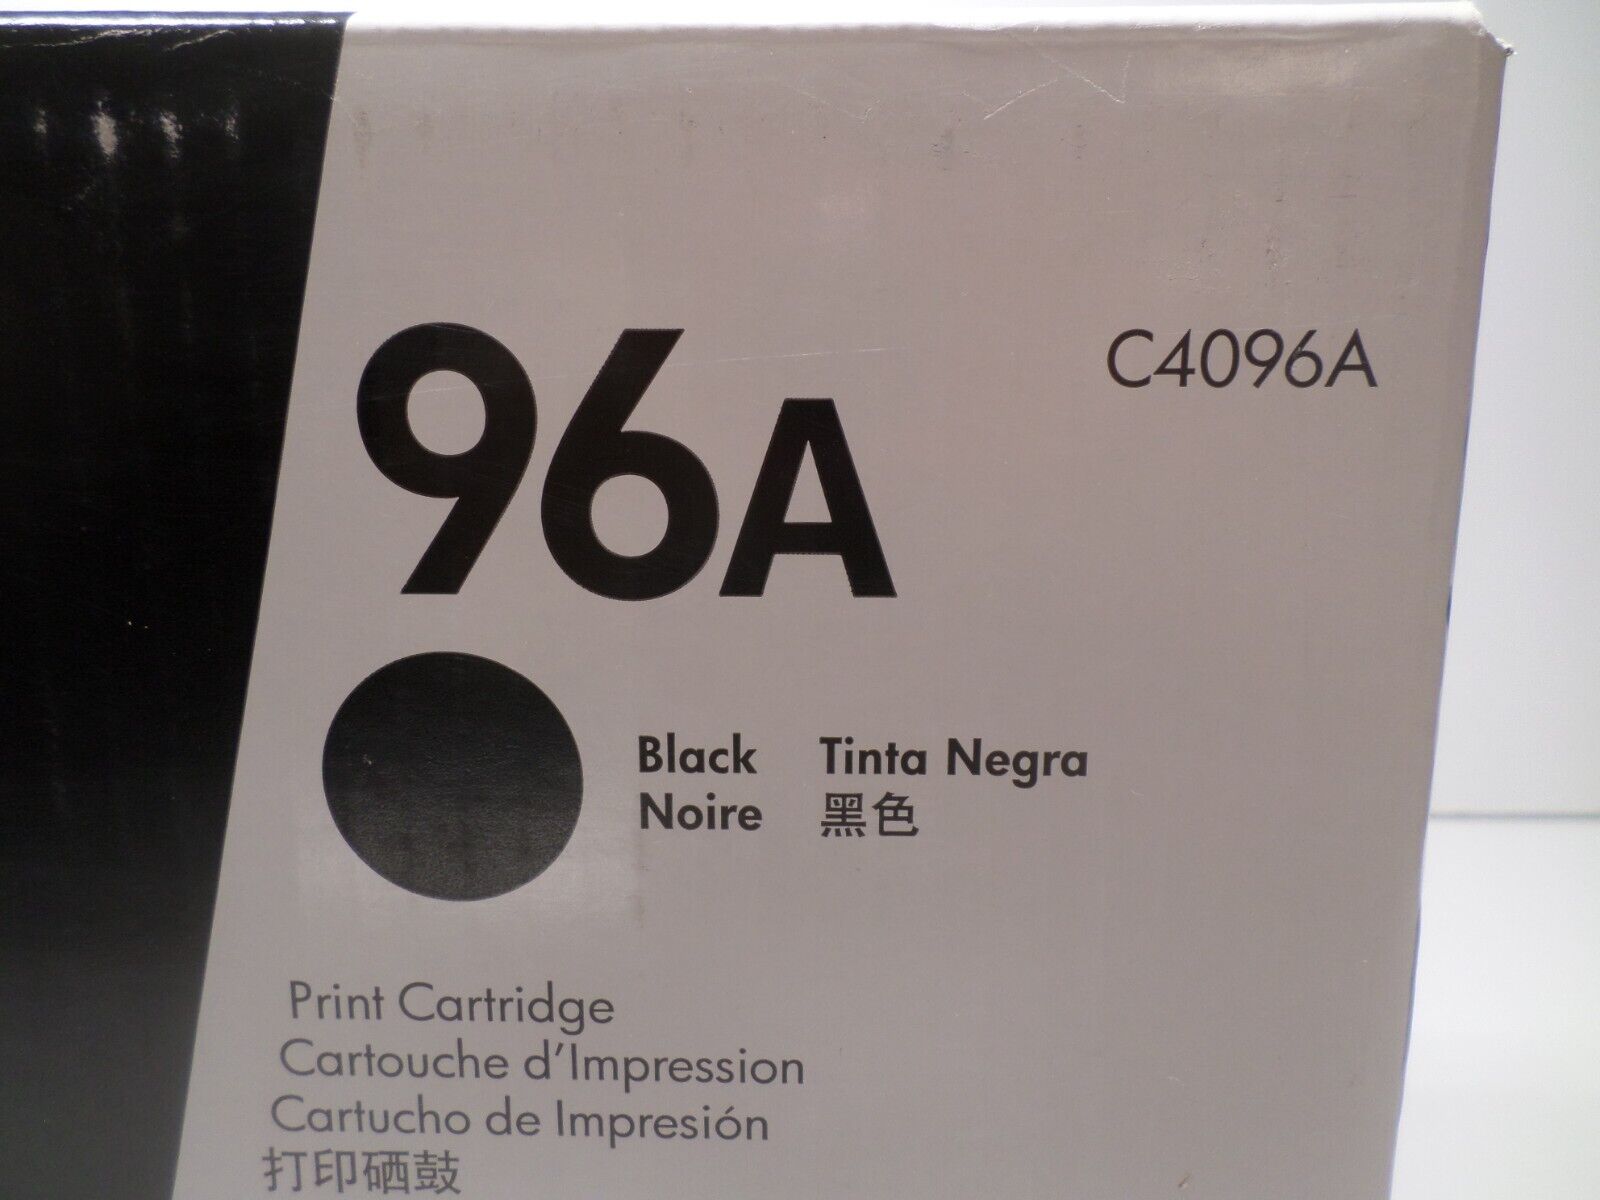 96A
C4096A
Black Tinta Negra
Noire 黑色
Print Cartridge
Cartouche d'Impression
Cartucho de Impresión
打印硒鼓